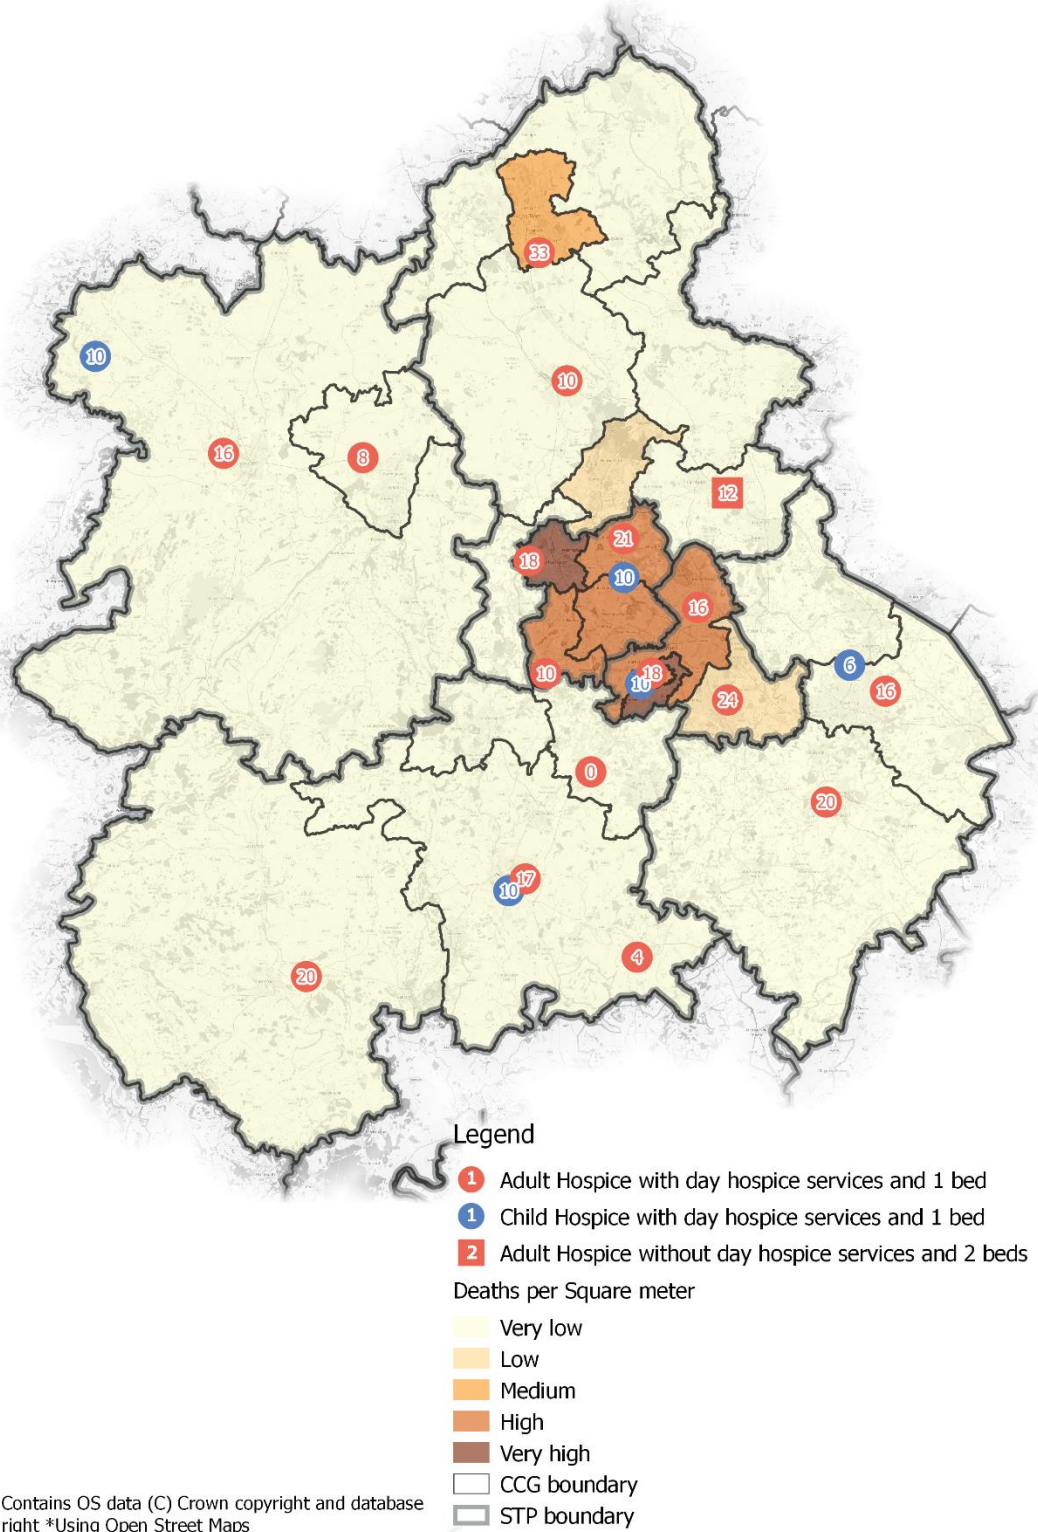 33
10
10
16
8
12
21
18
10
16
10
18
10
6
16
24
0
20
17
10
4
20
Legend
1 Adult Hospice with day hospice services and 1 bed
1 Child Hospice with day hospice services and 1 bed
2 Adult Hospice without day hospice services and 2 beds
Deaths per Square meter
Very low
Low
Medium
High
Very high
CCG boundary
STP boundary
Contains OS data (C) Crown copyright and database
right *Using Open Street Maps